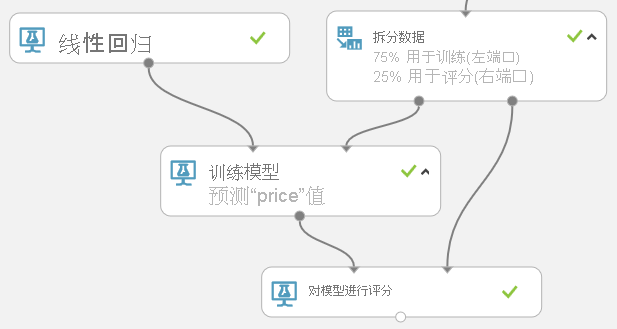 线性回归
拆分数据
75% 用于训练(左端口)
25% 用于评分(右端口)
训练模型
预测“price”值
对模型进行评分